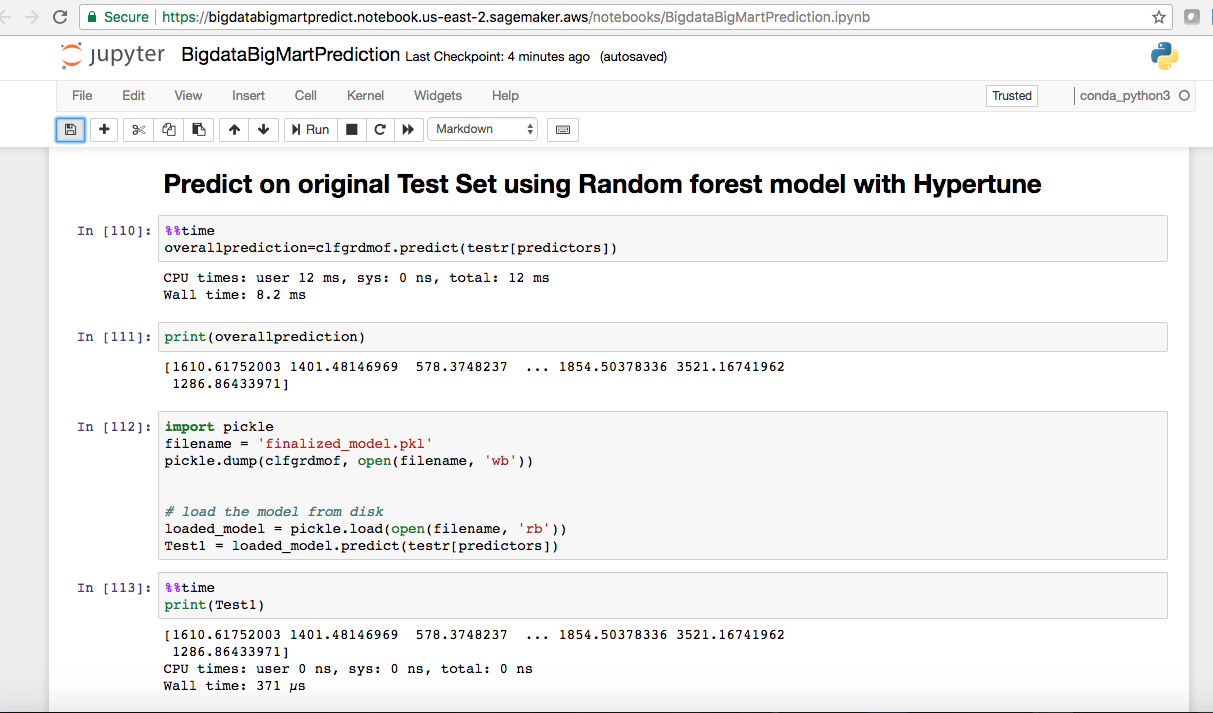 Secure https://bigdatabigmartpredict.notebook.us-east-2.sagemaker.aws/notebooks/BigdataBigMartPrediction.ipynb
jupyter BigdataBigMartPrediction Last Checkpoint: 4 minutes ago (autosaved)
File Edit View Insert Cell Kernel Widgets Help Trusted conda_python3
Run Markdown
Predict on original Test Set using Random forest model with Hypertune
In [110]: %%time
overallprediction=clfgrdmof.predict(testr[predictors])
CPU times: user 12 ms, sys: 0 ns, total: 12 ms
Wall time: 8.2 ms
In [111]: print(overallprediction)
[1610.61752003 1401.48146969  578.3748237  ... 1854.50378336 3521.16741962
 1286.86433971]
In [112]: import pickle
filename = 'finalized_model.pkl'
pickle.dump(clfgrdmof, open(filename, 'wb'))
# load the model from disk
loaded_model = pickle.load(open(filename, 'rb'))
Test1 = loaded_model.predict(testr[predictors])
In [113]: %%time
print(Test1)
[1610.61752003 1401.48146969  578.3748237  ... 1854.50378336 3521.16741962
 1286.86433971]
CPU times: user 0 ns, sys: 0 ns, total: 0 ns
Wall time: 371 µs